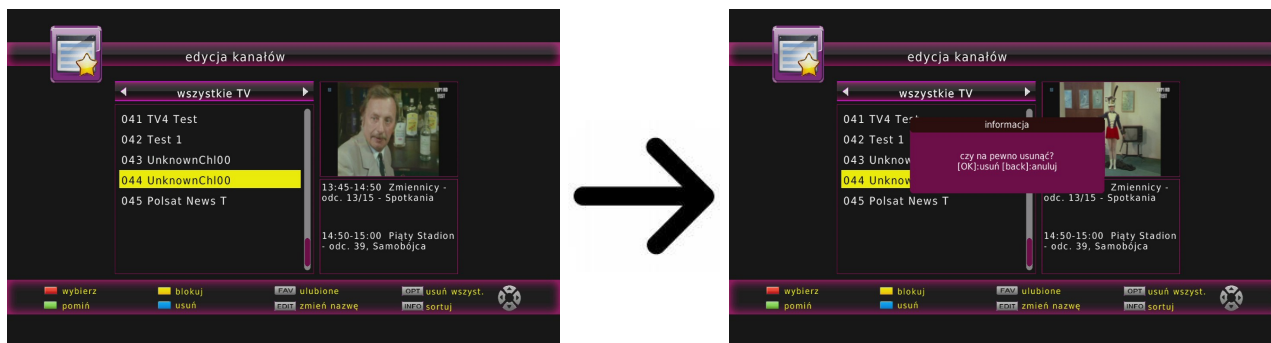 edycja kanałów
wszystkie TV
041 TV4 Test
042 Test 1
043 UnknownChl00
044 UnknownChl00
045 Polsat News T
13:45-14:50 Zmiennicy -
odc. 13/15 - Spotkania
14:50-15:00 Piąty Stadion
- odc. 39, Samobójca
wybierz
blokuj
FAV ulubione
OPT usuń wszyst.
pomiń
usuń
EDIT zmień nazwę
INFO sortuj
edycja kanałów
wszystkie TV
041 TV4 Test
042 Test 1
043 Unknow
044 Unknow
045 Polsat News T
informacja
czy na pewno usunąć?
[OK]:usuń [back]:anuluj
Zmiennicy -
odc. 13/15 - Spotkania
14:50-15:00 Piąty Stadion
- odc. 39, Samobójca
wybierz
blokuj
FAV ulubione
OPT usuń wszyst.
pomiń
usuń
EDIT zmień nazwę
INFO sortuj